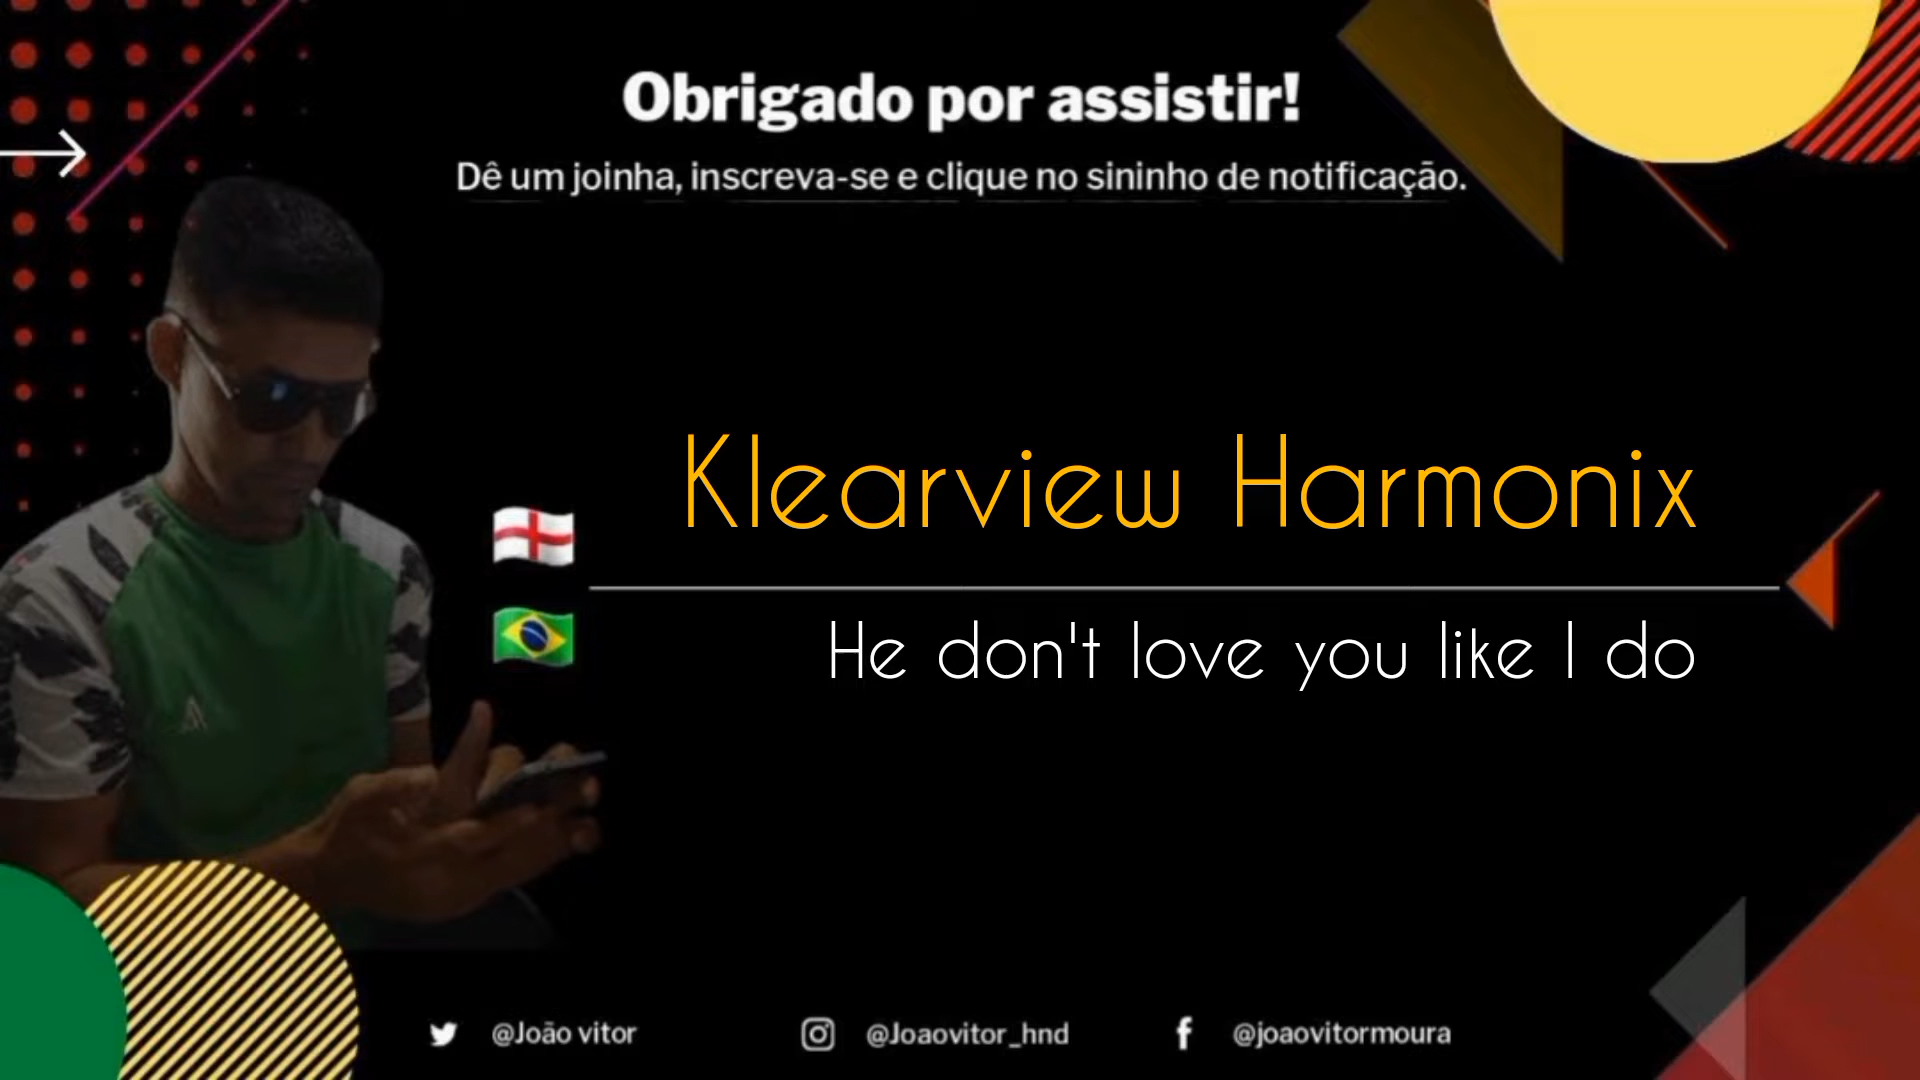 Obrigado por assistir!
Dê um joinha, inscreva-se e clique no sininho de notificação.
Klearview Harmonix
He don't love you like I do
@João vitor
@Joaovitor_hnd
@joaovitormoura